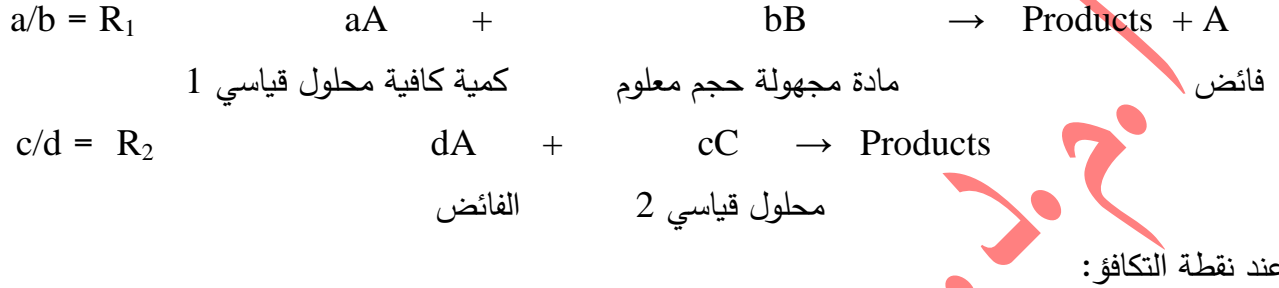 a/b = R₁ aA + bB → Products + A
كمية كافية محلول قياسي 1 مادة مجهولة حجم معلوم فائض
c/d = R₂ dA + cC → Products
الفائض محلول قياسي 2
عند نقطة التكافؤ: